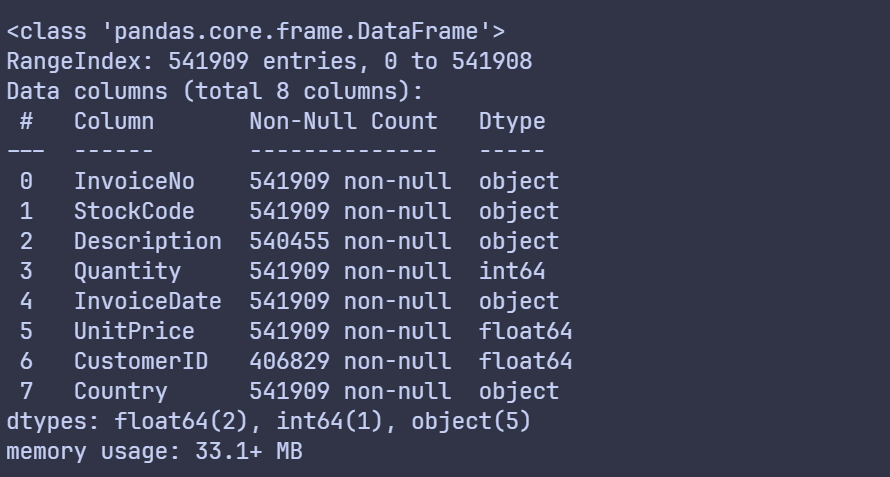 <class 'pandas.core.frame.DataFrame'>
RangeIndex: 541909 entries, 0 to 541908
Data columns (total 8 columns):
 #   Column       Non-Null Count   Dtype
---  ------       --------------   -----
 0   InvoiceNo    541909 non-null  object
 1   StockCode    541909 non-null  object
 2   Description  540455 non-null  object
 3   Quantity     541909 non-null  int64
 4   InvoiceDate  541909 non-null  object
 5   UnitPrice    541909 non-null  float64
 6   CustomerID   406829 non-null  float64
 7   Country      541909 non-null  object
dtypes: float64(2), int64(1), object(5)
memory usage: 33.1+ MB